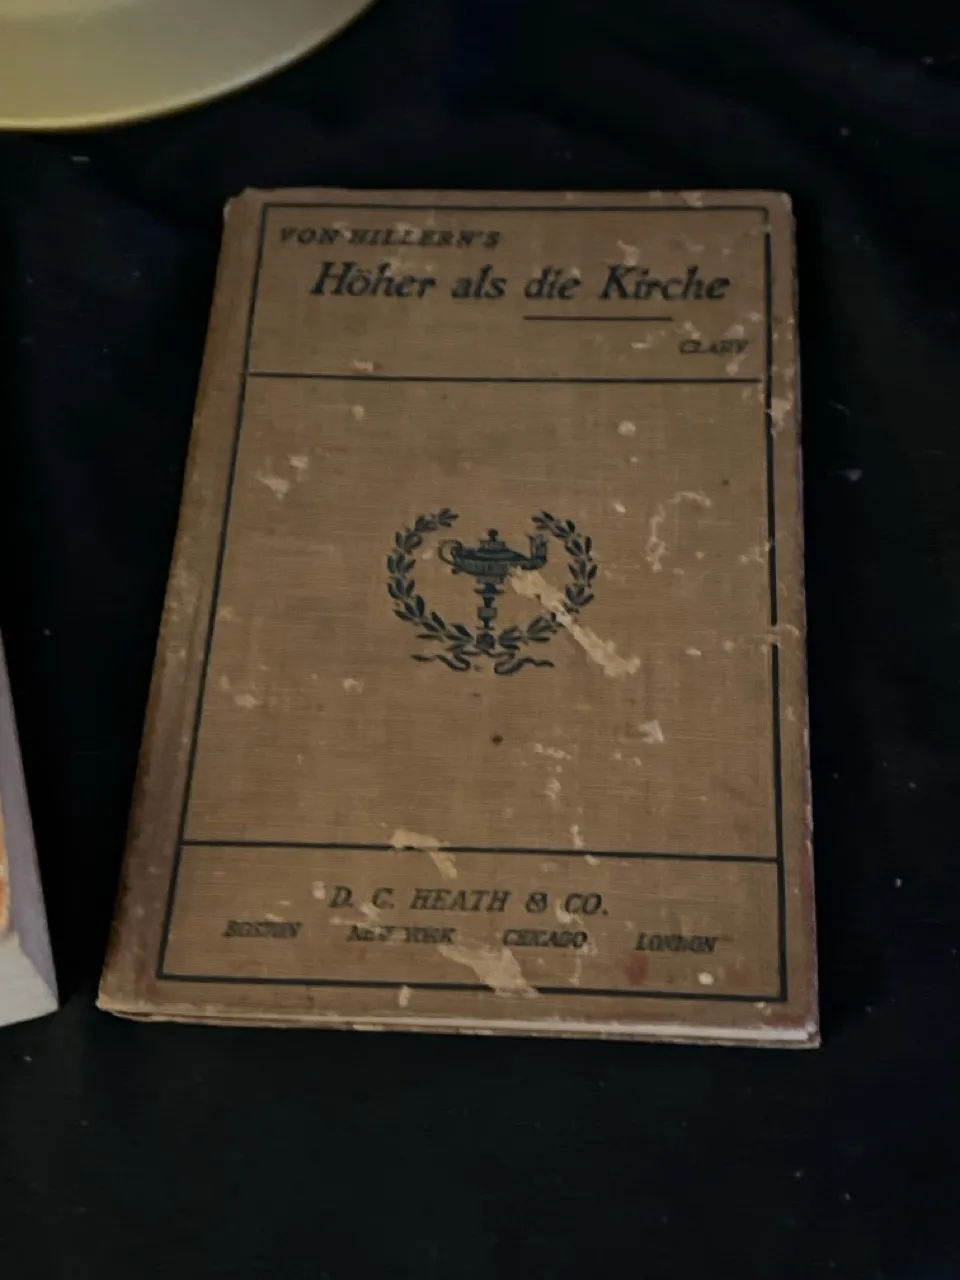 VON HILLERN'S
Höher als die Kirche
CLARY
D. C. HEATH & CO.
BOSTON NEW YORK CHICAGO LONDON